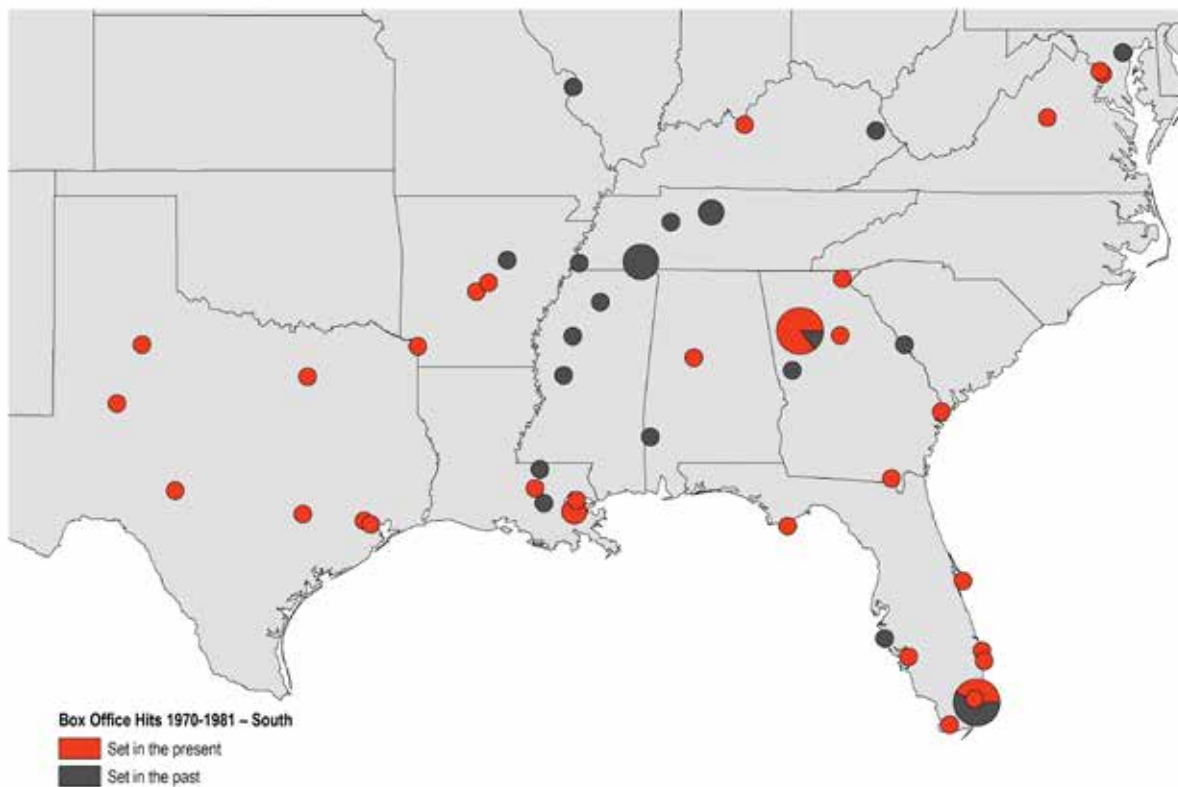 Box Office Hits 1970-1981 – South
Set in the present
Set in the past